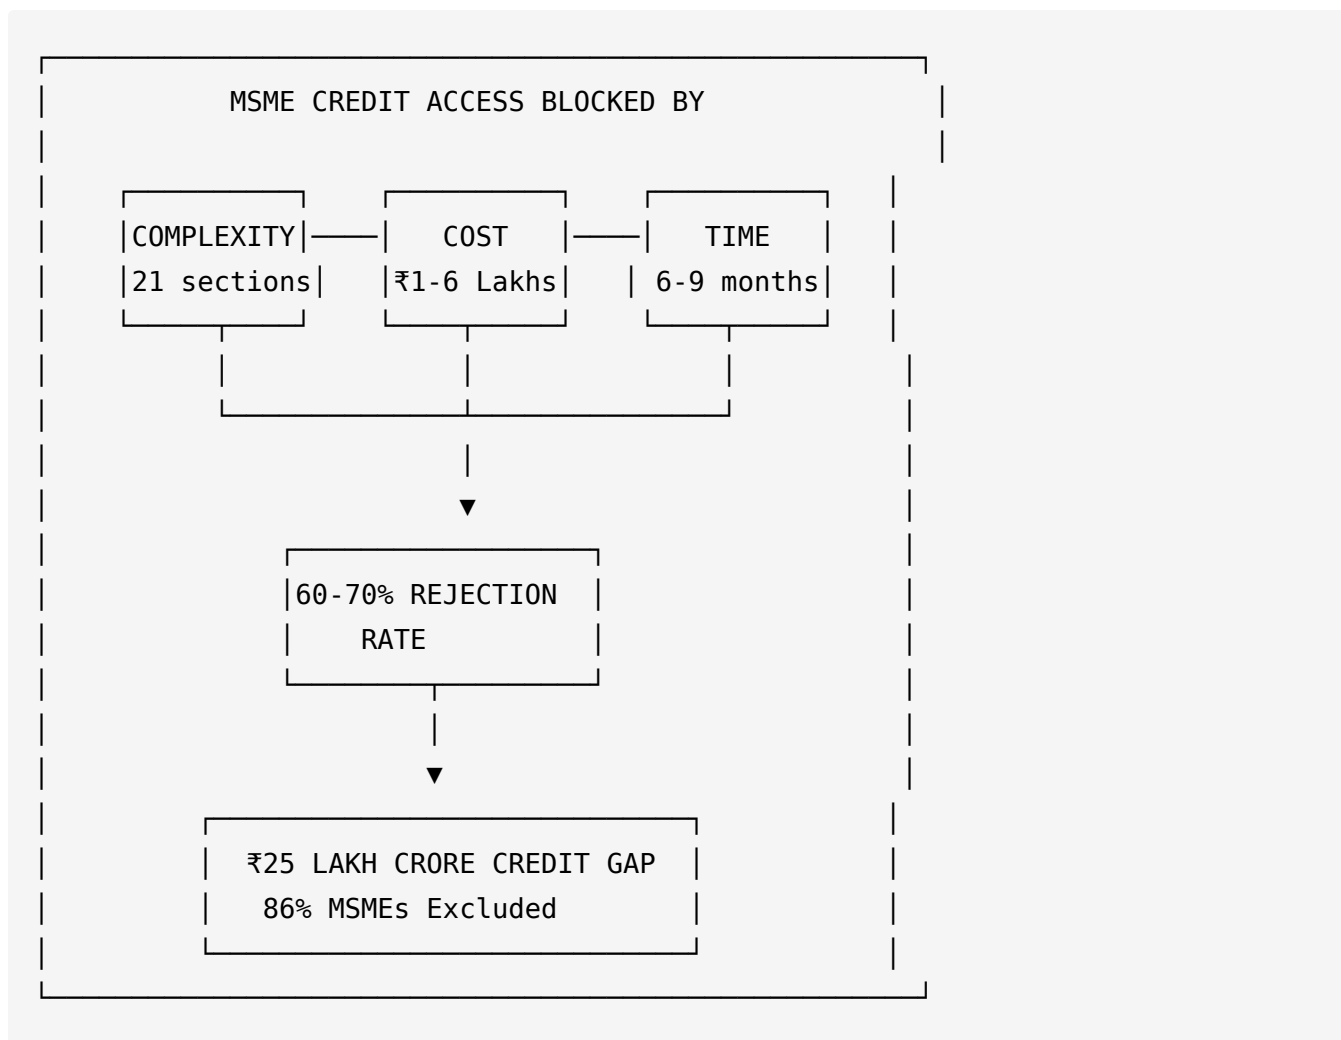 MSME CREDIT ACCESS BLOCKED BY
COMPLEXITY COST TIME
21 sections ₹1-6 Lakhs 6-9 months
60-70% REJECTION
RATE
₹25 LAKH CRORE CREDIT GAP
86% MSMEs Excluded